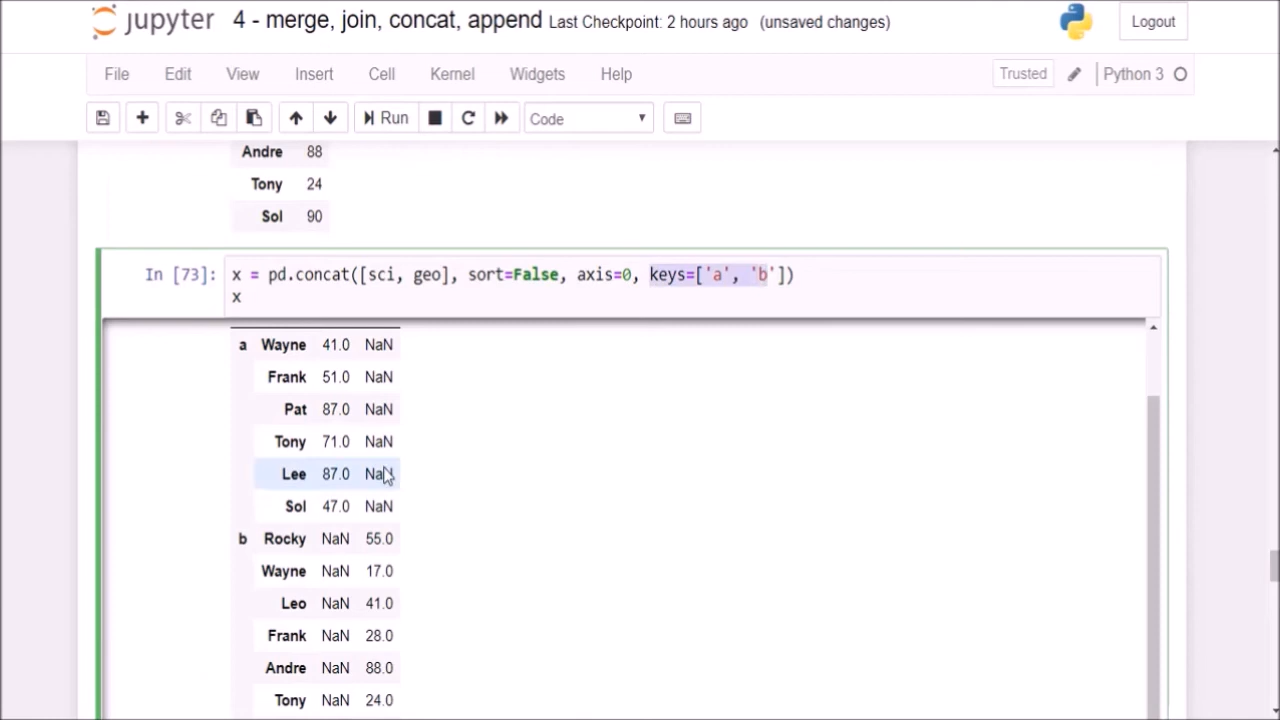 jupyter 4 - merge, join, concat, append Last Checkpoint: 2 hours ago (unsaved changes) Logout
File Edit View Insert Cell Kernel Widgets Help Trusted Python 3
Run Code
Andre 88
Tony 24
Sol 90
In [73]: x = pd.concat([sci, geo], sort=False, axis=0, keys=['a', 'b'])
x
a Wayne 41.0 NaN
Frank 51.0 NaN
Pat 87.0 NaN
Tony 71.0 NaN
Lee 87.0 NaN
Sol 47.0 NaN
b Rocky NaN 55.0
Wayne NaN 17.0
Leo NaN 41.0
Frank NaN 28.0
Andre NaN 88.0
Tony NaN 24.0